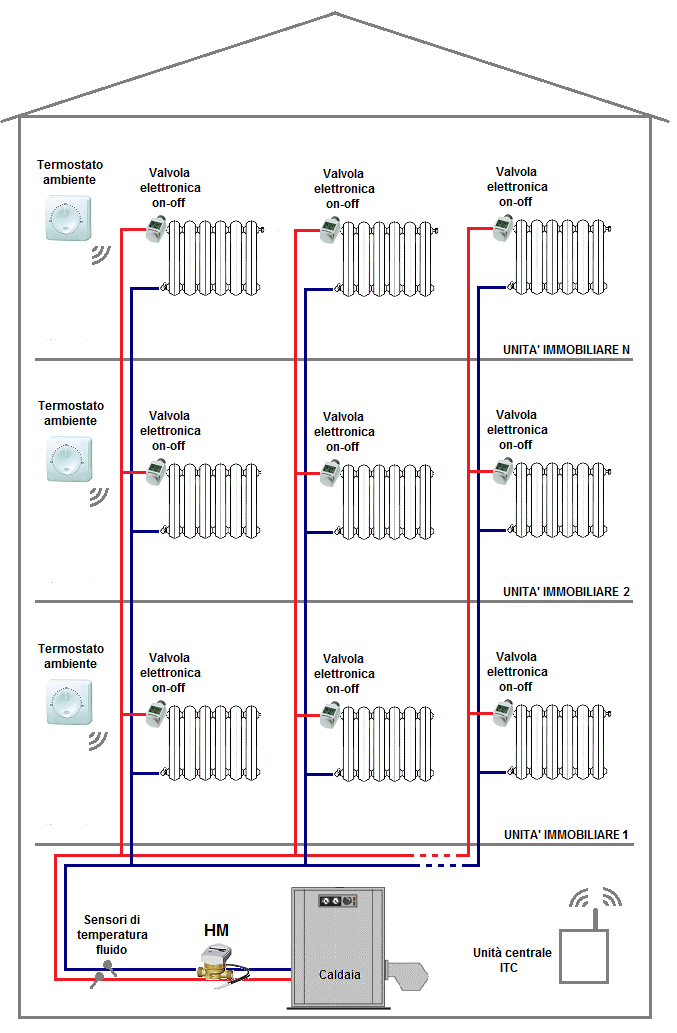 Termostato
ambiente
Valvola
elettronica
on-off
Valvola
elettronica
on-off
Valvola
elettronica
on-off
UNITA' IMMOBILIARE N
Termostato
ambiente
Valvola
elettronica
on-off
Valvola
elettronica
on-off
Valvola
elettronica
on-off
UNITA' IMMOBILIARE 2
Termostato
ambiente
Valvola
elettronica
on-off
Valvola
elettronica
on-off
Valvola
elettronica
on-off
UNITA' IMMOBILIARE 1
Sensori di
temperatura
fluido
HM
Caldaia
Unità centrale
ITC